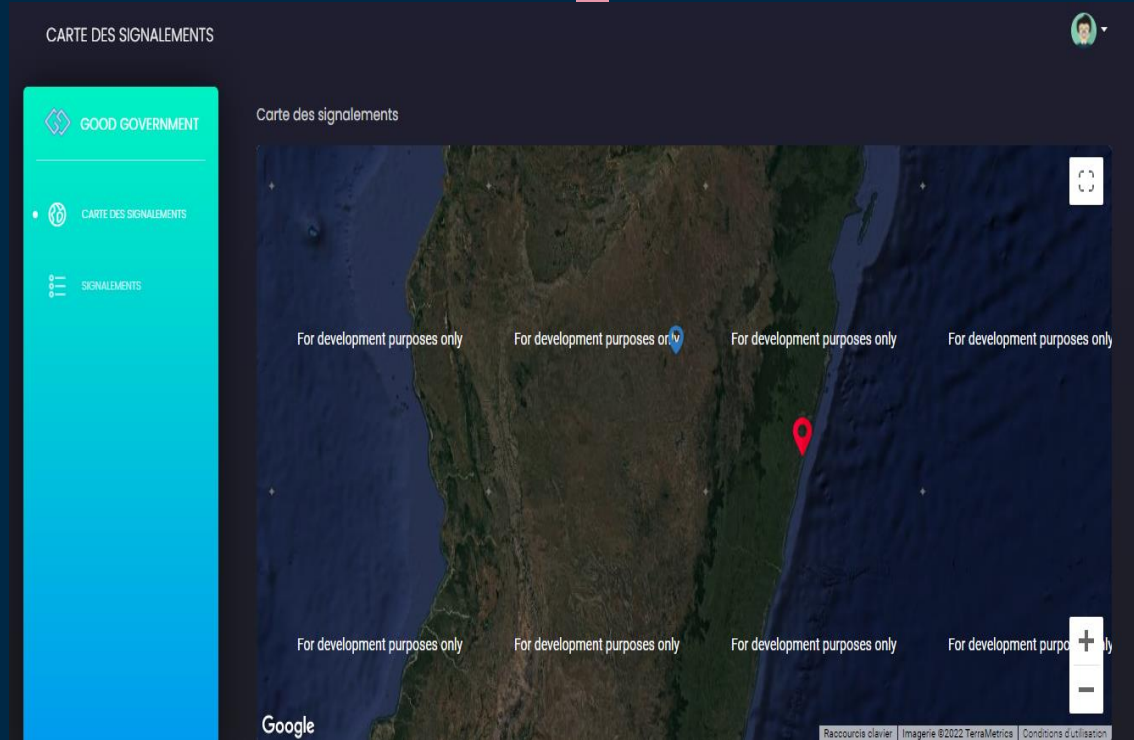 CARTE DES SIGNALEMENTS
GOOD GOVERNMENT
CARTE DES SIGNALEMENTS
SIGNALEMENTS
Carte des signalements
For development purposes only
For development purposes only
For development purposes only
For development purposes only
For development purposes only
For development purposes only
For development purposes only
For development
Google
Raccourcis clavier
Imagerie ©2022 TerraMetrics
Conditions d'utilisation